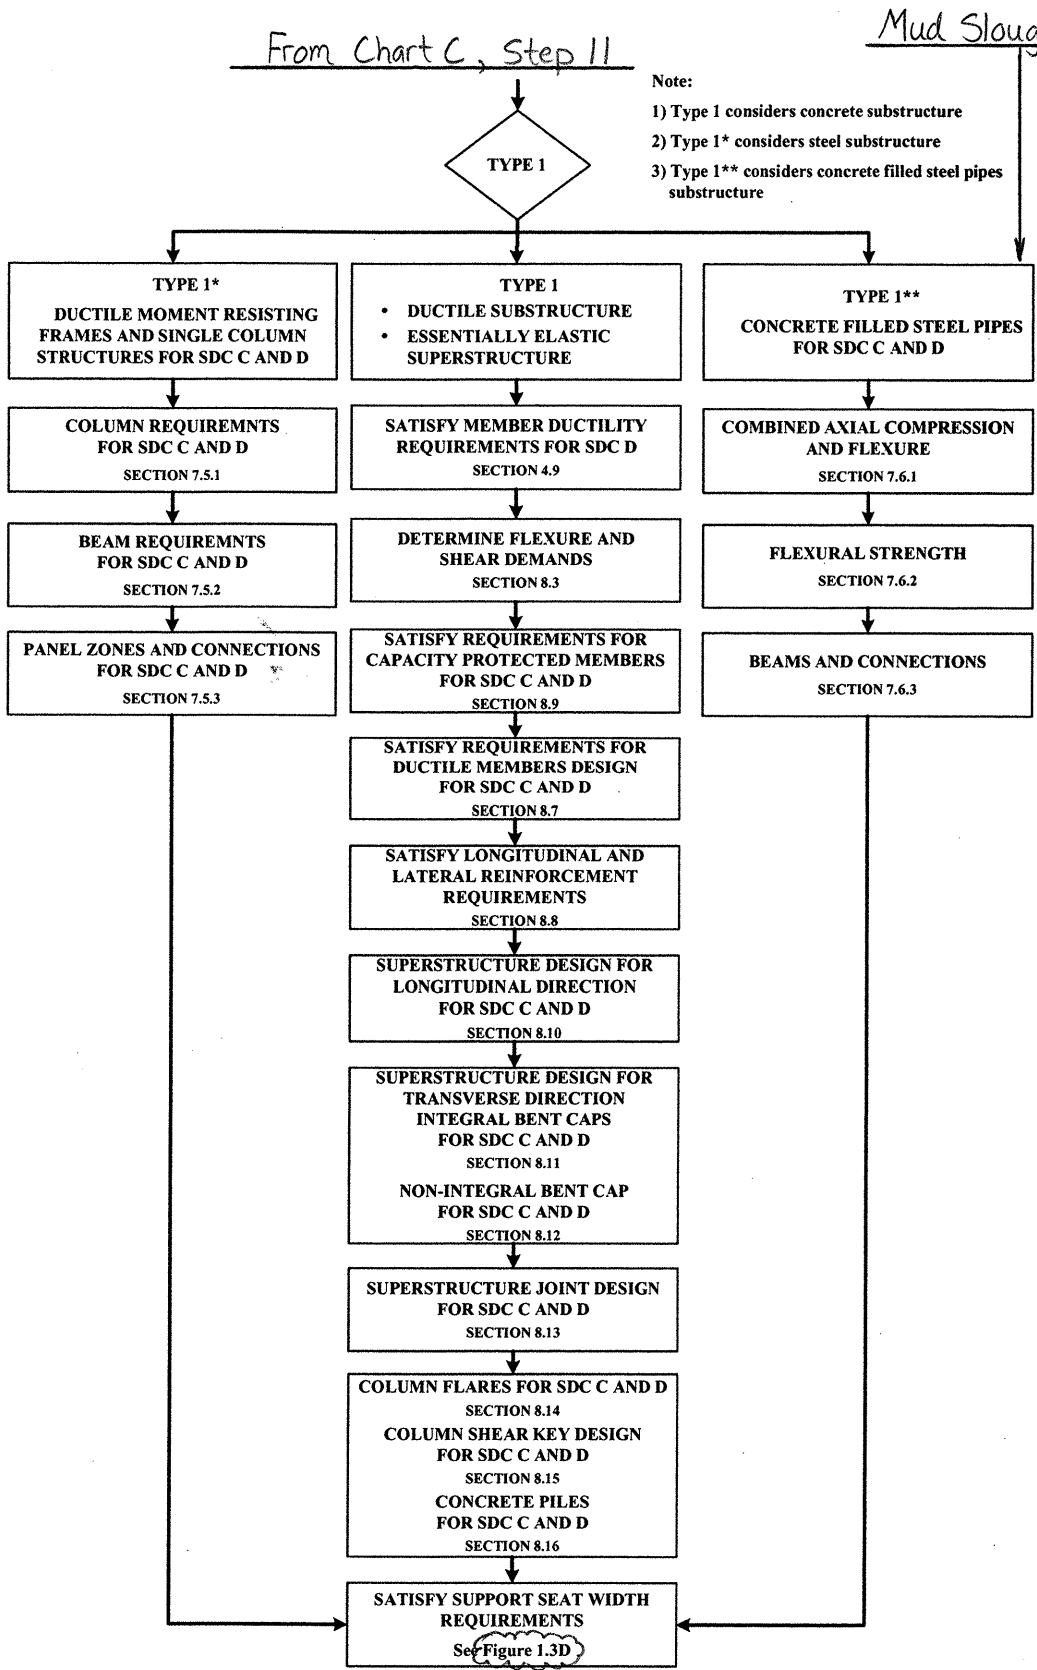 From Chart C, Step 11
Mud Sloug
Note:
1) Type 1 considers concrete substructure
2) Type 1* considers steel substructure
3) Type 1** considers concrete filled steel pipes
substructure
TYPE 1
TYPE 1*
DUCTILE MOMENT RESISTING
FRAMES AND SINGLE COLUMN
STRUCTURES FOR SDC C AND D
COLUMN REQUIREMNTS
FOR SDC C AND D
SECTION 7.5.1
BEAM REQUIREMNTS
FOR SDC C AND D
SECTION 7.5.2
PANEL ZONES AND CONNECTIONS
FOR SDC C AND D
SECTION 7.5.3
TYPE 1
• DUCTILE SUBSTRUCTURE
• ESSENTIALLY ELASTIC
SUPERSTRUCTURE
SATISFY MEMBER DUCTILITY
REQUIREMENTS FOR SDC D
SECTION 4.9
DETERMINE FLEXURE AND
SHEAR DEMANDS
SECTION 8.3
SATISFY REQUIREMENTS FOR
CAPACITY PROTECTED MEMBERS
FOR SDC C AND D
SECTION 8.9
SATISFY REQUIREMENTS FOR
DUCTILE MEMBERS DESIGN
FOR SDC C AND D
SECTION 8.7
SATISFY LONGITUDINAL AND
LATERAL REINFORCEMENT
REQUIREMENTS
SECTION 8.8
SUPERSTRUCTURE DESIGN FOR
LONGITUDINAL DIRECTION
FOR SDC C AND D
SECTION 8.10
SUPERSTRUCTURE DESIGN FOR
TRANSVERSE DIRECTION
INTEGRAL BENT CAPS
FOR SDC C AND D
SECTION 8.11
NON-INTEGRAL BENT CAP
FOR SDC C AND D
SECTION 8.12
SUPERSTRUCTURE JOINT DESIGN
FOR SDC C AND D
SECTION 8.13
COLUMN FLARES FOR SDC C AND D
SECTION 8.14
COLUMN SHEAR KEY DESIGN
FOR SDC C AND D
SECTION 8.15
CONCRETE PILES
FOR SDC C AND D
SECTION 8.16
TYPE 1**
CONCRETE FILLED STEEL PIPES
FOR SDC C AND D
COMBINED AXIAL COMPRESSION
AND FLEXURE
SECTION 7.6.1
FLEXURAL STRENGTH
SECTION 7.6.2
BEAMS AND CONNECTIONS
SECTION 7.6.3
SATISFY SUPPORT SEAT WIDTH
REQUIREMENTS
See Figure 1.3D